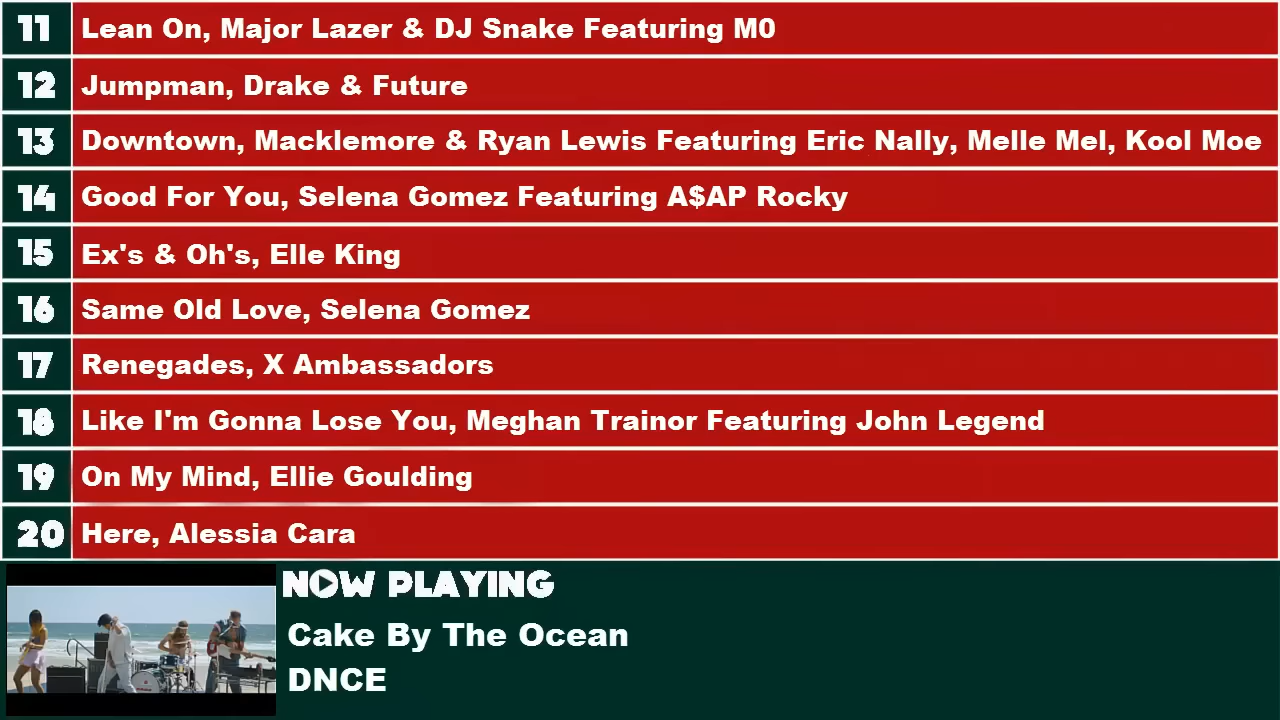 11 Lean On, Major Lazer & DJ Snake Featuring M0
12 Jumpman, Drake & Future
13 Downtown, Macklemore & Ryan Lewis Featuring Eric Nally, Melle Mel, Kool Moe
14 Good For You, Selena Gomez Featuring A$AP Rocky
15 Ex's & Oh's, Elle King
16 Same Old Love, Selena Gomez
17 Renegades, X Ambassadors
18 Like I'm Gonna Lose You, Meghan Trainor Featuring John Legend
19 On My Mind, Ellie Goulding
20 Here, Alessia Cara
NOW PLAYING
Cake By The Ocean
DNCE